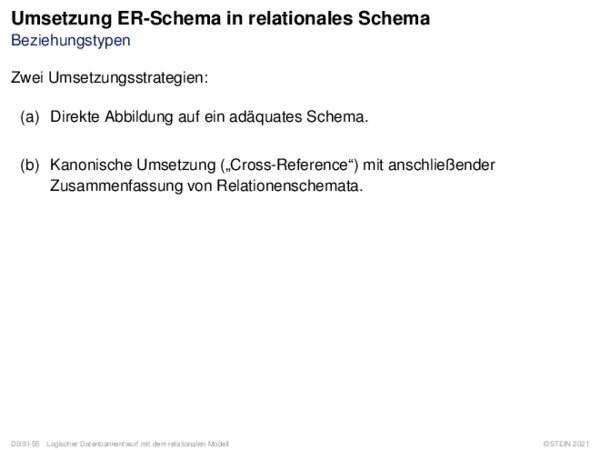 Umsetzung ER-Schema in relationales Schema
Beziehungstypen
Zwei Umsetzungsstrategien:
(a) Direkte Abbildung auf ein adäquates Schema.
(b) Kanonische Umsetzung („Cross-Reference“) mit anschließender
Zusammenfassung von Relationenschemata.
DB:III-55 Logischer Datenbankentwurf mit dem relationalen Modell ©STEIN 2021